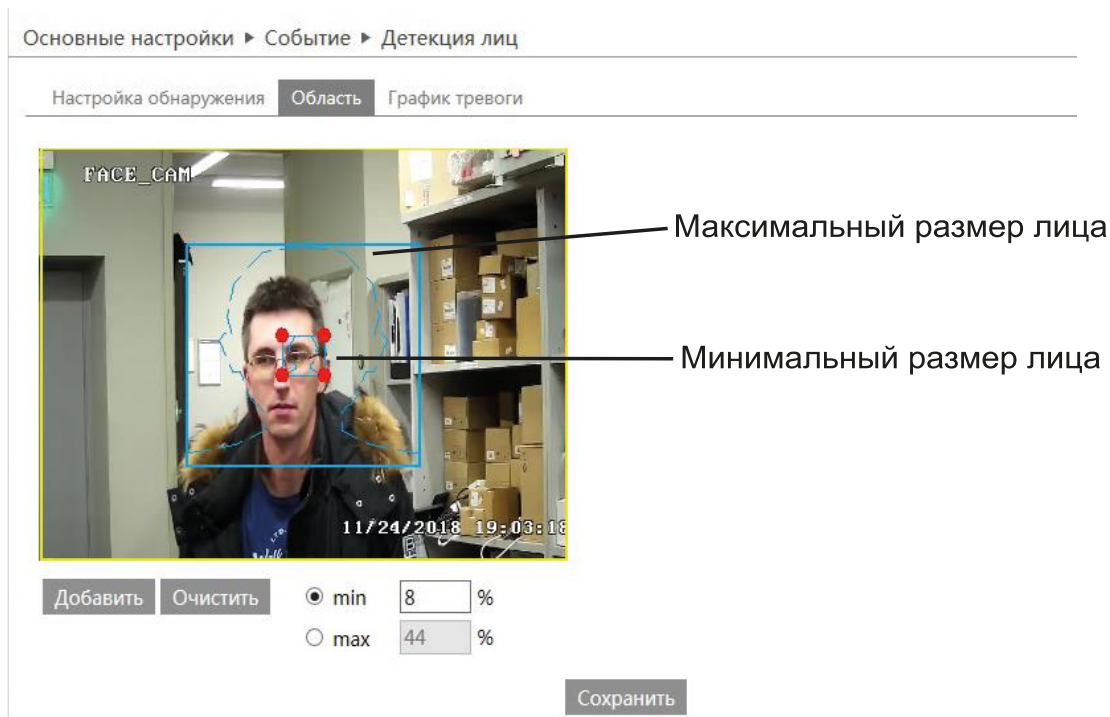 Основные настройки ▶ Событие ▶ Детекция лиц
Настройка обнаружения Область График тревоги
FACE_CAM
Максимальный размер лица
Минимальный размер лица
11/24/2018 19:03:18
Добавить Очистить min 8 %
max 44 %
Сохранить